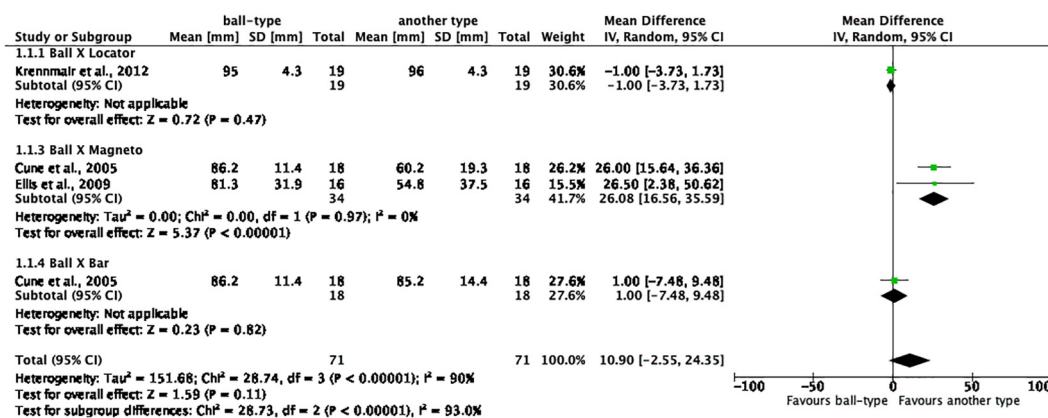 ball-type another type Mean Difference Mean Difference
Study or Subgroup Mean [mm] SD [mm] Total Mean [mm] SD [mm] Total Weight IV, Random, 95% CI IV, Random, 95% CI
1.1.1 Ball X Locator
Krennmair et al., 2012 95 4.3 19 96 4.3 19 30.6% −1.00 [−3.73, 1.73]
Subtotal (95% CI) 19 19 30.6% −1.00 [−3.73, 1.73]
Heterogeneity: Not applicable
Test for overall effect: Z = 0.72 (P = 0.47)
1.1.3 Ball X Magneto
Cune et al., 2005 86.2 11.4 18 60.2 19.3 18 26.2% 26.00 [15.64, 36.36]
Ellis et al., 2009 81.3 31.9 16 54.8 37.5 16 15.5% 26.50 [2.38, 50.62]
Subtotal (95% CI) 34 34 41.7% 26.08 [16.56, 35.59]
Heterogeneity: Tau² = 0.00; Chi² = 0.00, df = 1 (P = 0.97); I² = 0%
Test for overall effect: Z = 5.37 (P < 0.00001)
1.1.4 Ball X Bar
Cune et al., 2005 86.2 11.4 18 85.2 14.4 18 27.6% 1.00 [−7.48, 9.48]
Subtotal (95% CI) 18 18 27.6% 1.00 [−7.48, 9.48]
Heterogeneity: Not applicable
Test for overall effect: Z = 0.23 (P = 0.82)
Total (95% CI) 71 71 100.0% 10.90 [−2.55, 24.35]
Heterogeneity: Tau² = 151.68; Chi² = 28.74, df = 3 (P < 0.00001); I² = 90%
Test for overall effect: Z = 1.59 (P = 0.11)
Test for subgroup differences: Chi² = 28.73, df = 2 (P < 0.00001), I² = 93.0%
−100 −50 0 50 100
Favours ball-type Favours another type